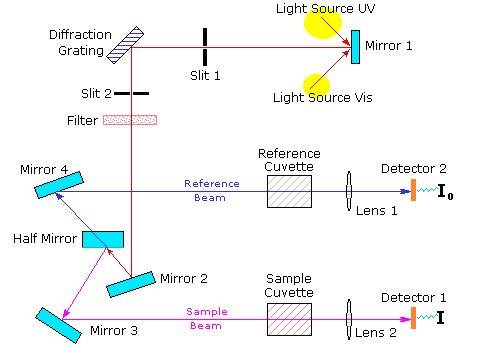 Light Source UV
Diffraction
Grating
Mirror 1
Slit 1
Slit 2
Light Source Vis
Filter
Reference
Cuvette
Mirror 4
Detector 2
Reference
Beam
I0
Lens 1
Half Mirror
Mirror 2
Sample
Cuvette
Detector 1
Sample
Beam
I
Mirror 3
Lens 2